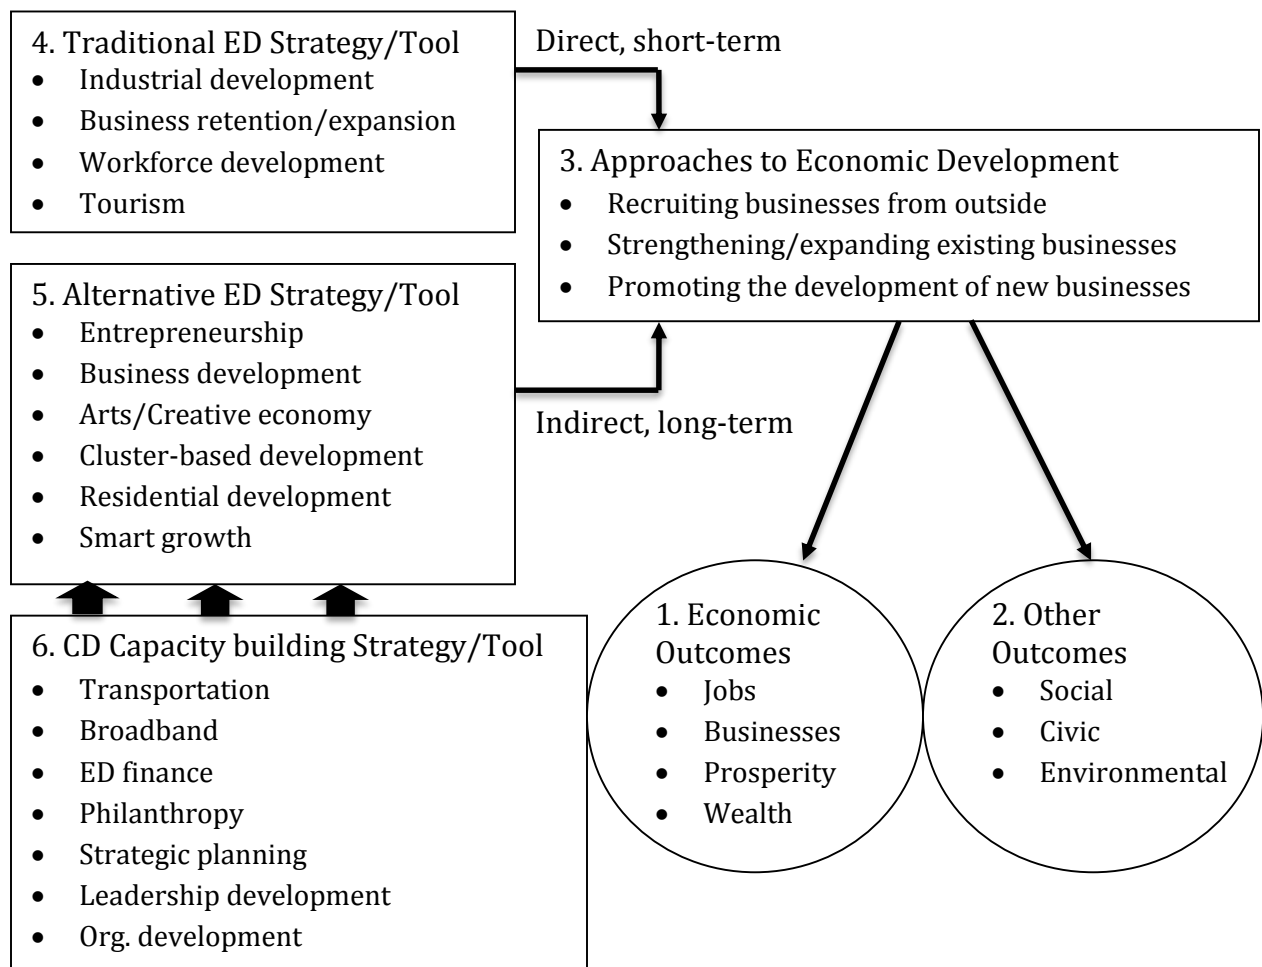 4. Traditional ED Strategy/Tool
• Industrial development
• Business retention/expansion
• Workforce development
• Tourism
Direct, short-term
3. Approaches to Economic Development
• Recruiting businesses from outside
• Strengthening/expanding existing businesses
• Promoting the development of new businesses
5. Alternative ED Strategy/Tool
• Entrepreneurship
• Business development
• Arts/Creative economy
• Cluster-based development
• Residential development
• Smart growth
Indirect, long-term
6. CD Capacity building Strategy/Tool
• Transportation
• Broadband
• ED finance
• Philanthropy
• Strategic planning
• Leadership development
• Org. development
1. Economic
Outcomes
• Jobs
• Businesses
• Prosperity
• Wealth
2. Other
Outcomes
• Social
• Civic
• Environmental